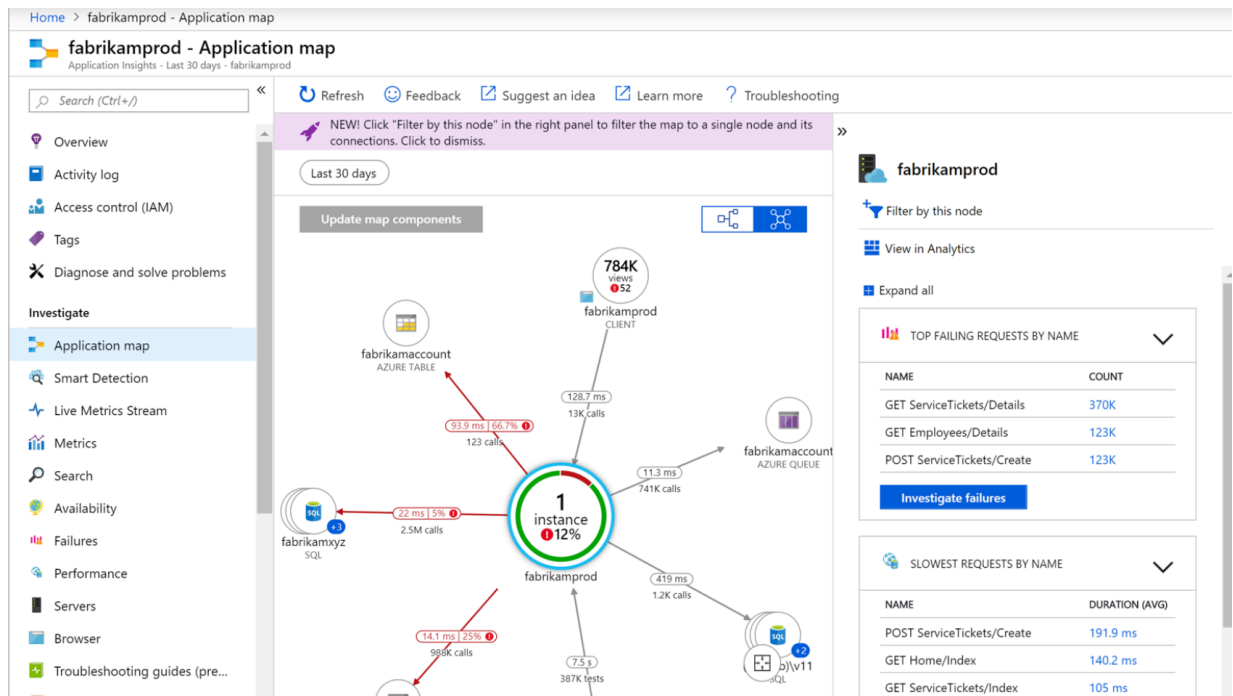 Home > fabrikamprod - Application map
fabrikamprod - Application map
Application Insights - Last 30 days - fabrikamprod
Search (Ctrl+/)
«
Overview
Activity log
Access control (IAM)
Tags
Diagnose and solve problems
Investigate
Application map
Smart Detection
Live Metrics Stream
Metrics
Search
Availability
Failures
Performance
Servers
Browser
Troubleshooting guides (pre...
Refresh
Feedback
Suggest an idea
Learn more
? Troubleshooting
NEW! Click "Filter by this node" in the right panel to filter the map to a single node and its
connections. Click to dismiss.
Last 30 days
Update map components
784K
views
52
fabrikamprod
CLIENT
fabrikamaccount
AZURE TABLE
128.7 ms
13K calls
93.9 ms | 66.7%
123 calls
fabrikamaccount
AZURE QUEUE
11.3 ms
741K calls
1
instance
12%
fabrikamprod
SQL
+3
fabrikamxyz
SQL
22 ms | 5%
2.5M calls
419 ms
1.2K calls
14.1 ms | 25%
988K calls
7.5 s
387K tests
SQL
+2
b)\v11
SQL
»
fabrikamprod
Filter by this node
View in Analytics
Expand all
TOP FAILING REQUESTS BY NAME
NAME COUNT
GET ServiceTickets/Details 370K
GET Employees/Details 123K
POST ServiceTickets/Create 123K
Investigate failures
SLOWEST REQUESTS BY NAME
NAME DURATION (AVG)
POST ServiceTickets/Create 191.9 ms
GET Home/Index 140.2 ms
GET ServiceTickets/Index 105 ms